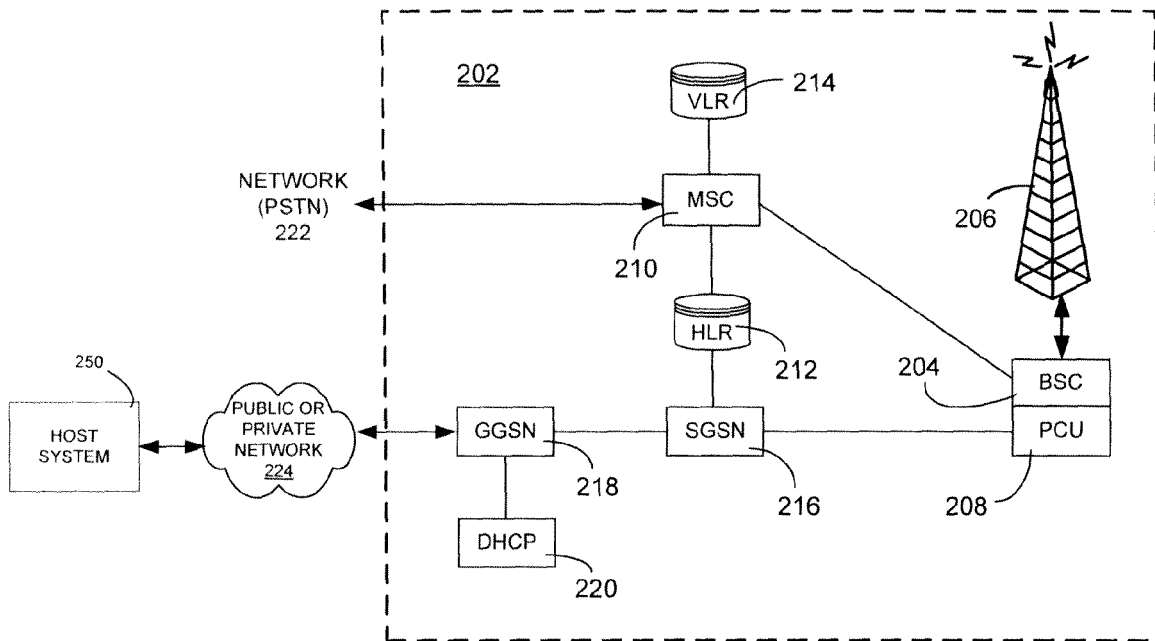 202
VLR
214
NETWORK
(PSTN)
222
MSC
210
206
HLR
212
204
BSC
PCU
208
250
HOST
SYSTEM
PUBLIC OR
PRIVATE
NETWORK
224
GGSN
218
SGSN
216
DHCP
220